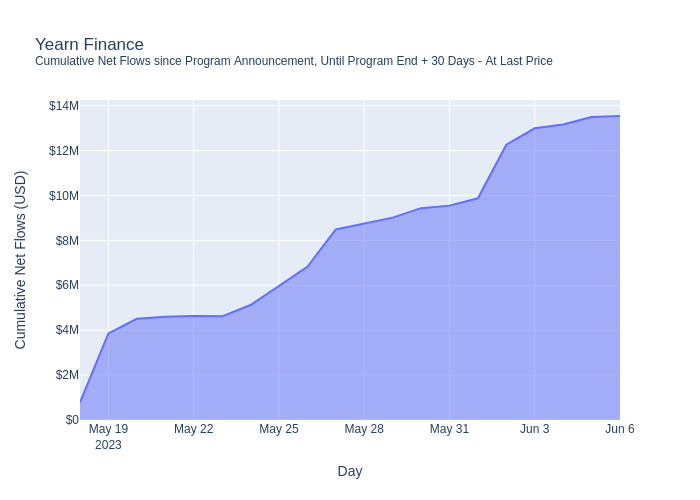 Yearn Finance
Cumulative Net Flows since Program Announcement, Until Program End + 30 Days - At Last Price
Cumulative Net Flows (USD)
$14M
$12M
$10M
$8M
$6M
$4M
$2M
$0
May 19 May 22 May 25 May 28 May 31 Jun 3 Jun 6
2023
Day